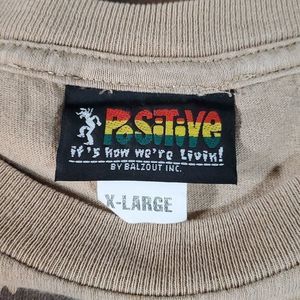 PoSiTiVe
it's how we're Livin!
BY BALZOUT INC.
X-LARGE